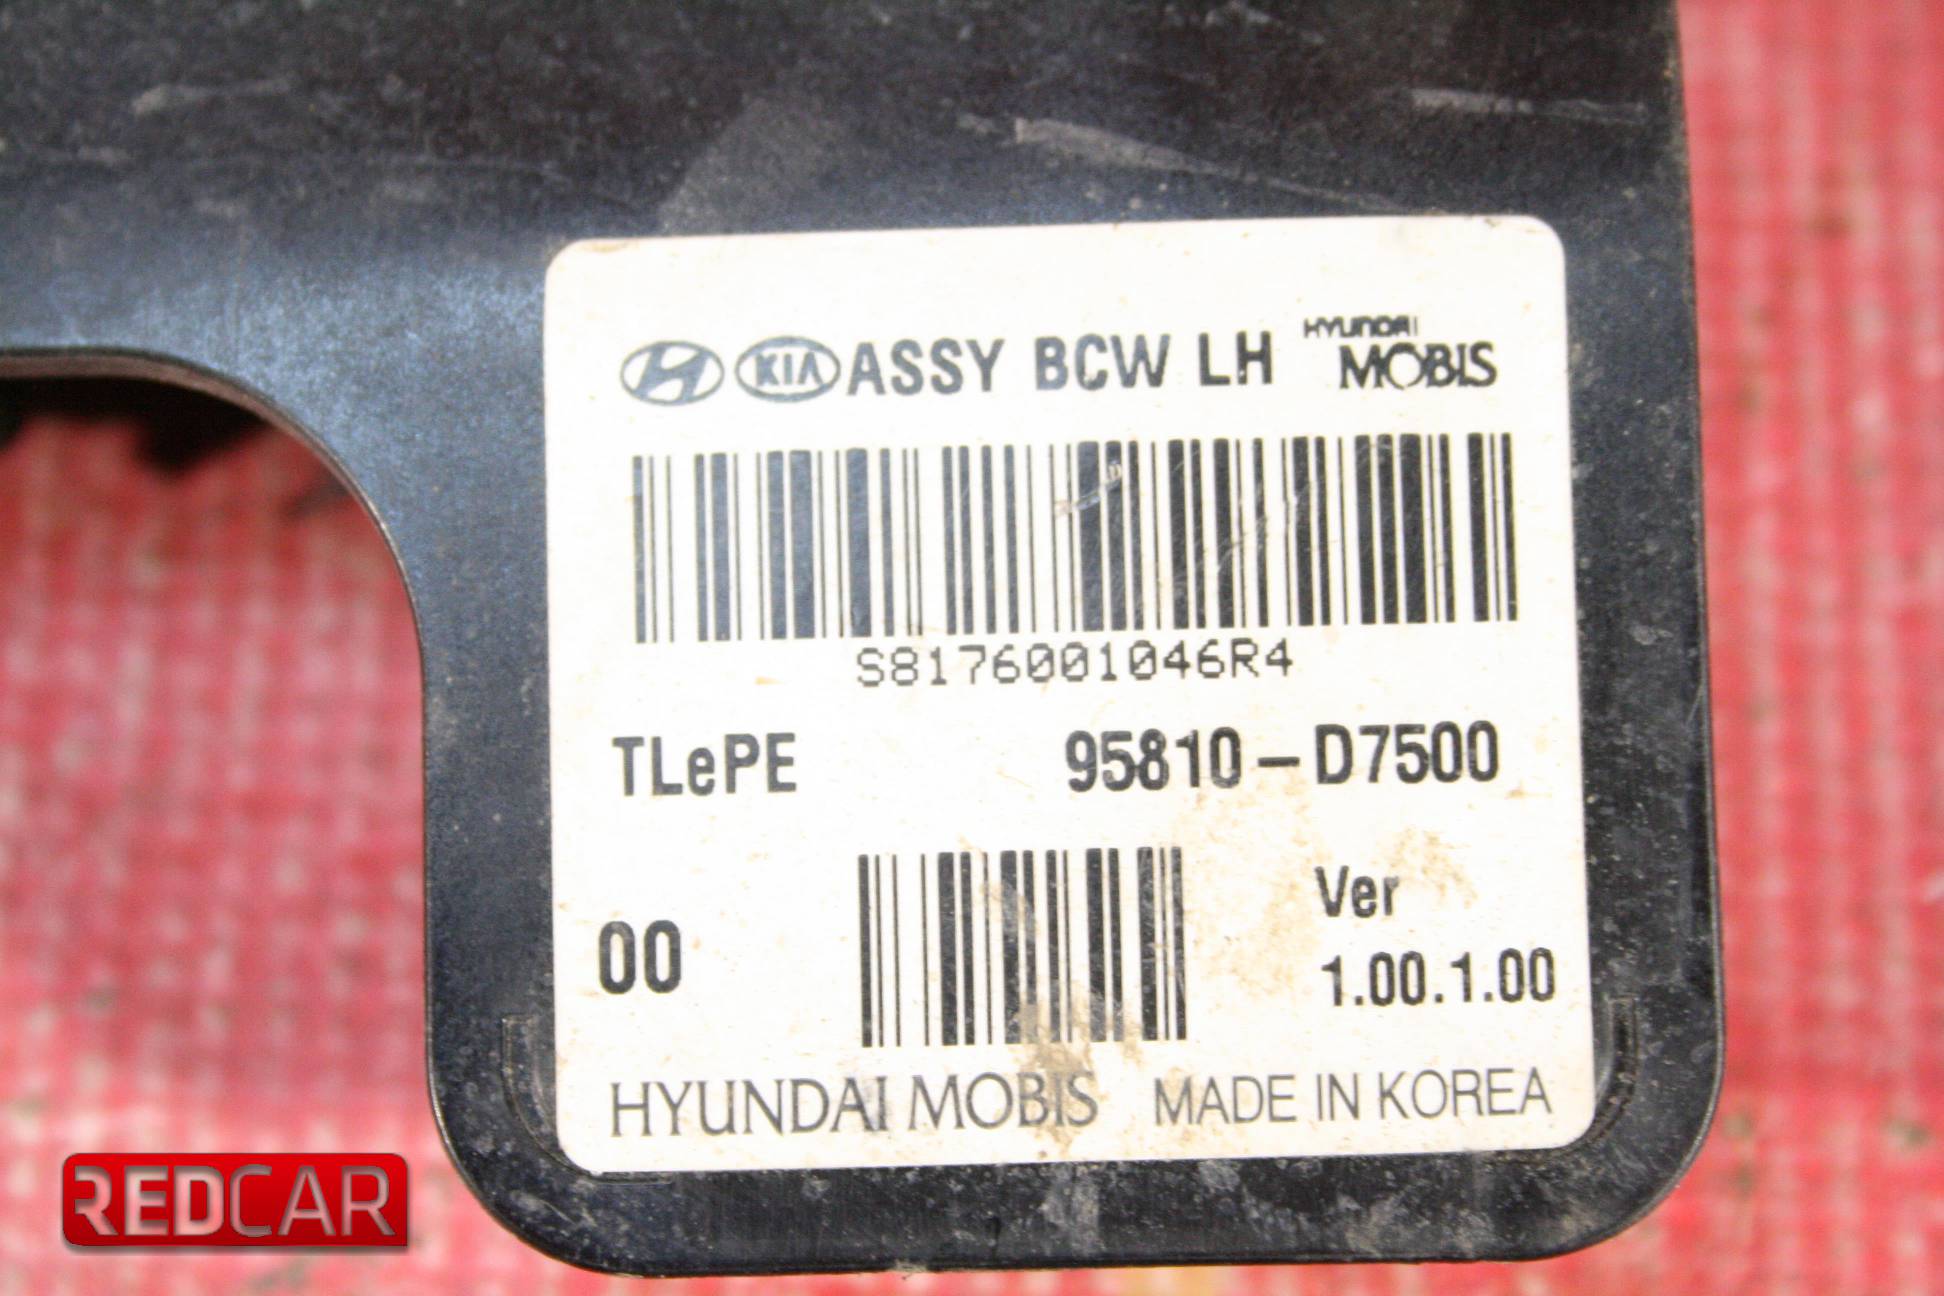 KIA ASSY BCW LH HYUNDAI MOBIS
S8176001046R4
TLePE 95810-D7500
00 Ver 1.00.1.00
HYUNDAI MOBIS MADE IN KOREA
REDCAR